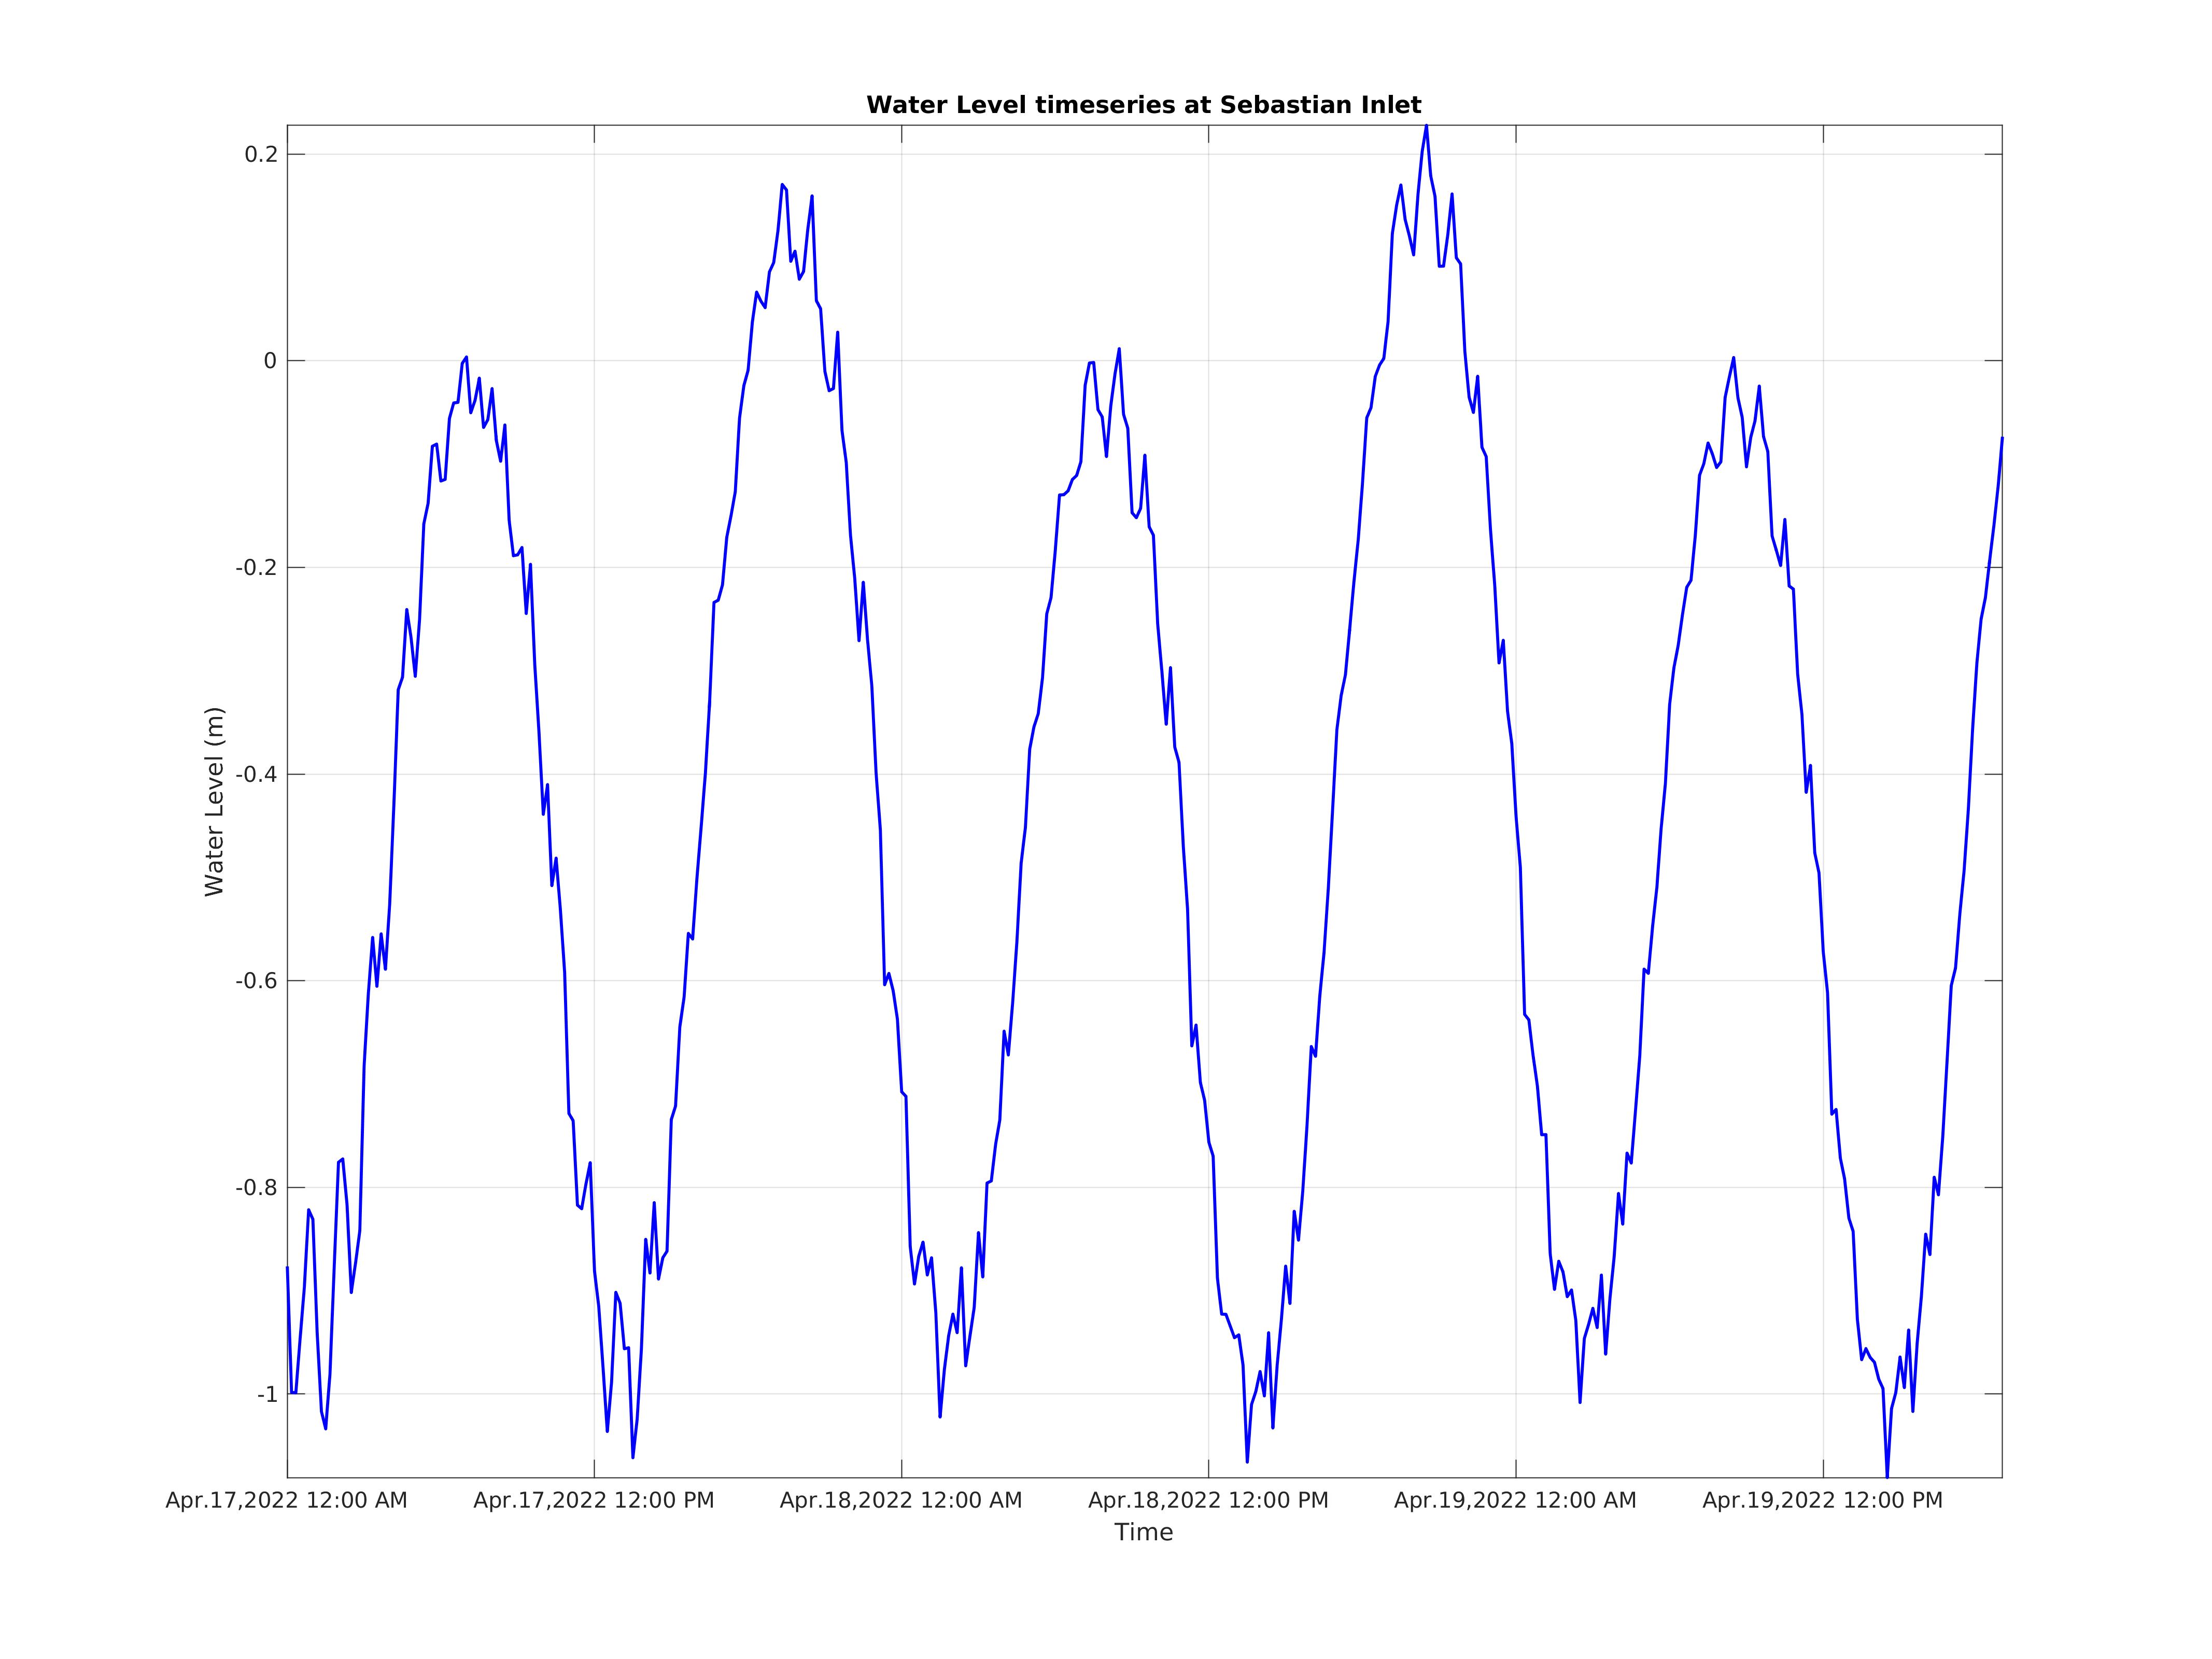 Water Level timeseries at Sebastian Inlet
0.2
0
-0.2
-0.4
-0.6
-0.8
-1
Water Level (m)
Apr.17,2022 12:00 AM Apr.17,2022 12:00 PM Apr.18,2022 12:00 AM Apr.18,2022 12:00 PM Apr.19,2022 12:00 AM Apr.19,2022 12:00 PM
Time